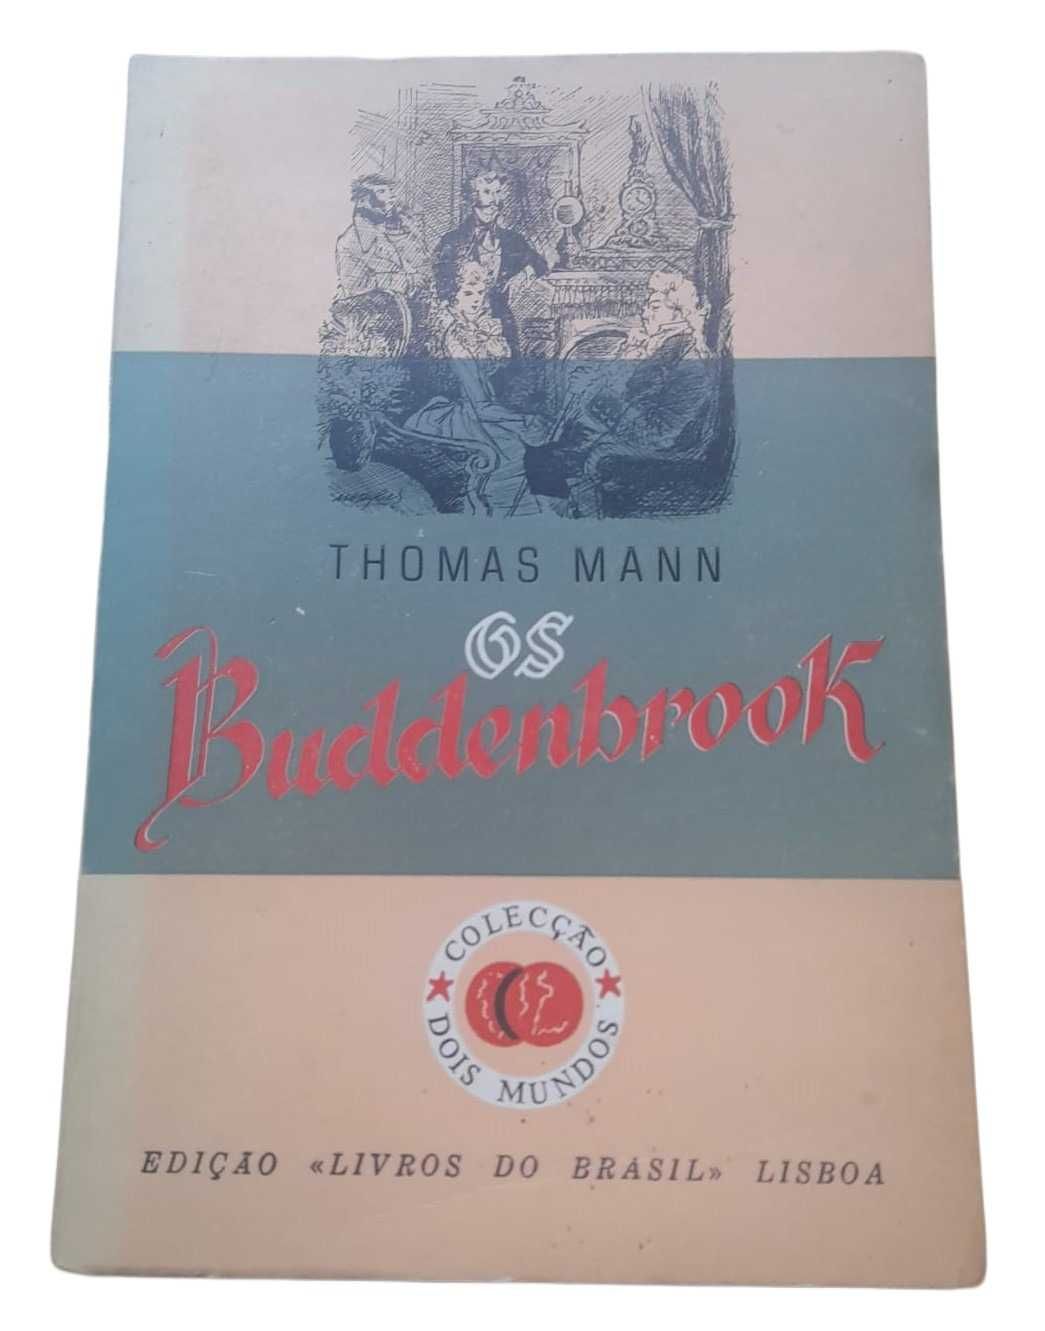 THOMAS MANN
OS
Buddenbrook
COLECÇÃO
DOIS MUNDOS
EDIÇÃO «LIVROS DO BRASIL» LISBOA